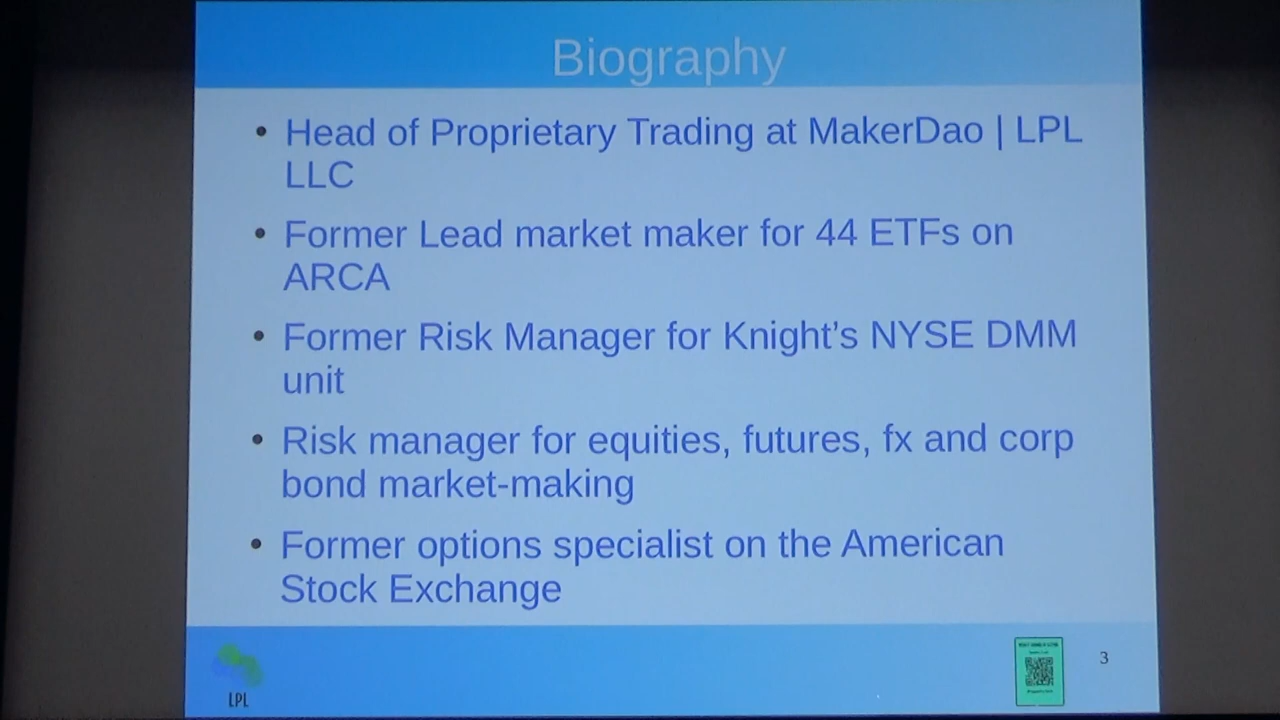 Biography
• Head of Proprietary Trading at MakerDao | LPL
LLC
• Former Lead market maker for 44 ETFs on
ARCA
• Former Risk Manager for Knight's NYSE DMM
unit
• Risk manager for equities, futures, fx and corp
bond market-making
• Former options specialist on the American
Stock Exchange
LPL
3